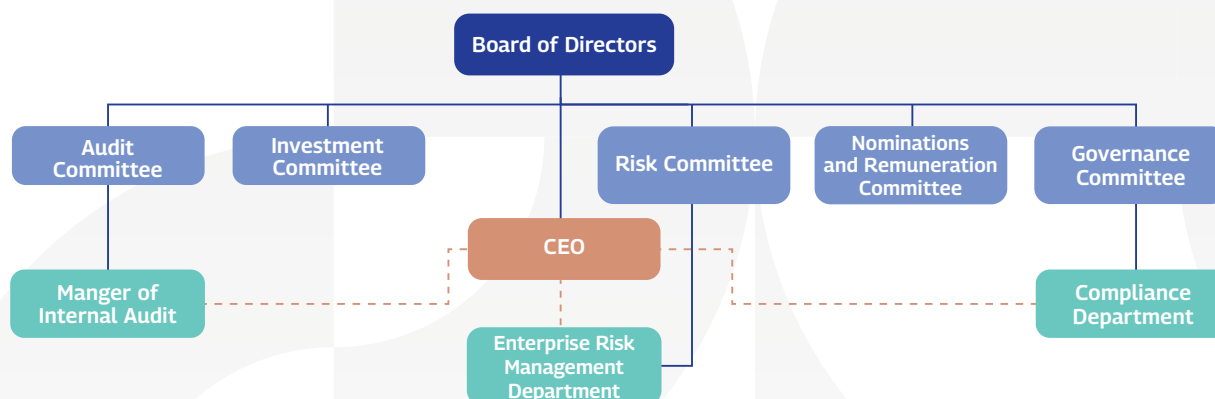 Board of Directors
Audit
Committee
Investment
Committee
Risk Committee
Nominations
and Remuneration
Committee
Governance
Committee
CEO
Manger of
Internal Audit
Enterprise Risk
Management
Department
Compliance
Department